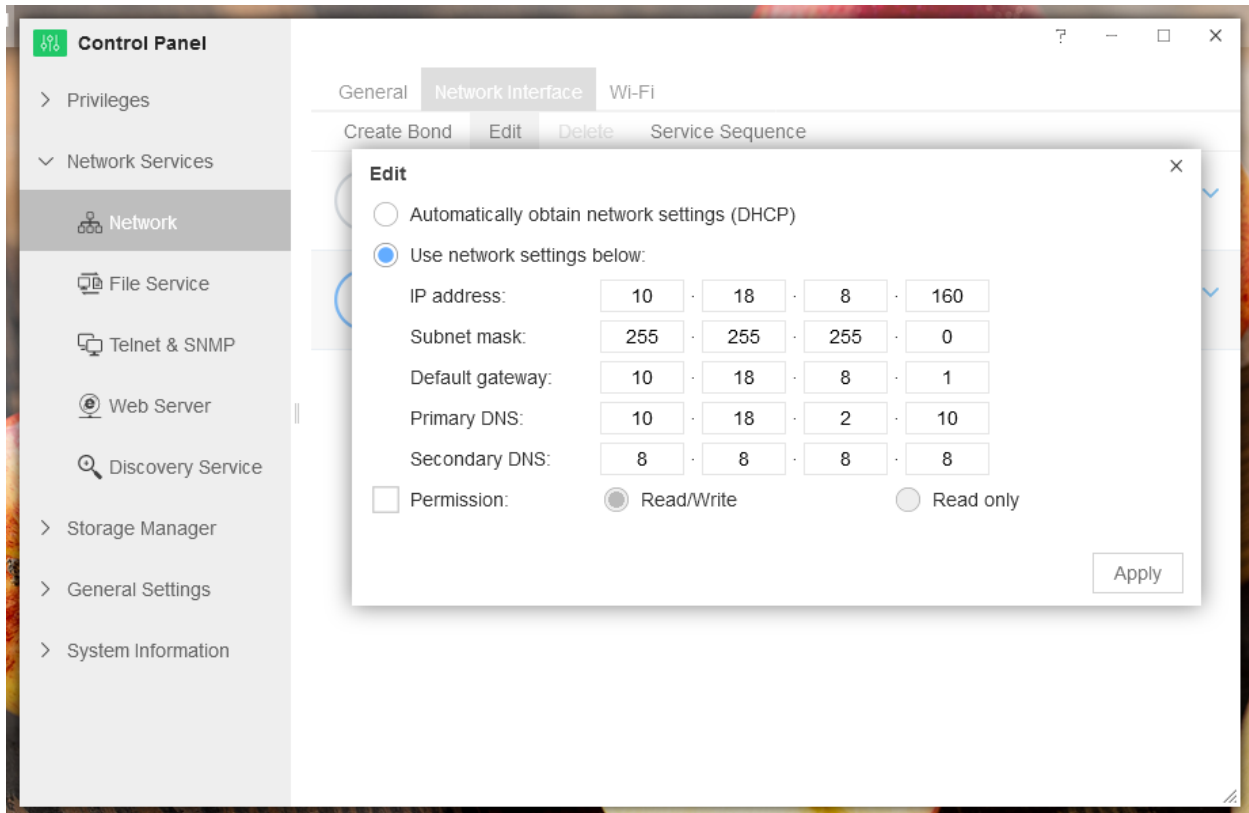 Control Panel
Privileges
Network Services
Network
File Service
Telnet & SNMP
Web Server
Discovery Service
Storage Manager
General Settings
System Information
General Network Interface Wi-Fi
Create Bond Edit Delete Service Sequence
Edit
Automatically obtain network settings (DHCP)
Use network settings below:
IP address: 10 . 18 . 8 . 160
Subnet mask: 255 . 255 . 255 . 0
Default gateway: 10 . 18 . 8 . 1
Primary DNS: 10 . 18 . 2 . 10
Secondary DNS: 8 . 8 . 8 . 8
Permission: Read/Write Read only
Apply